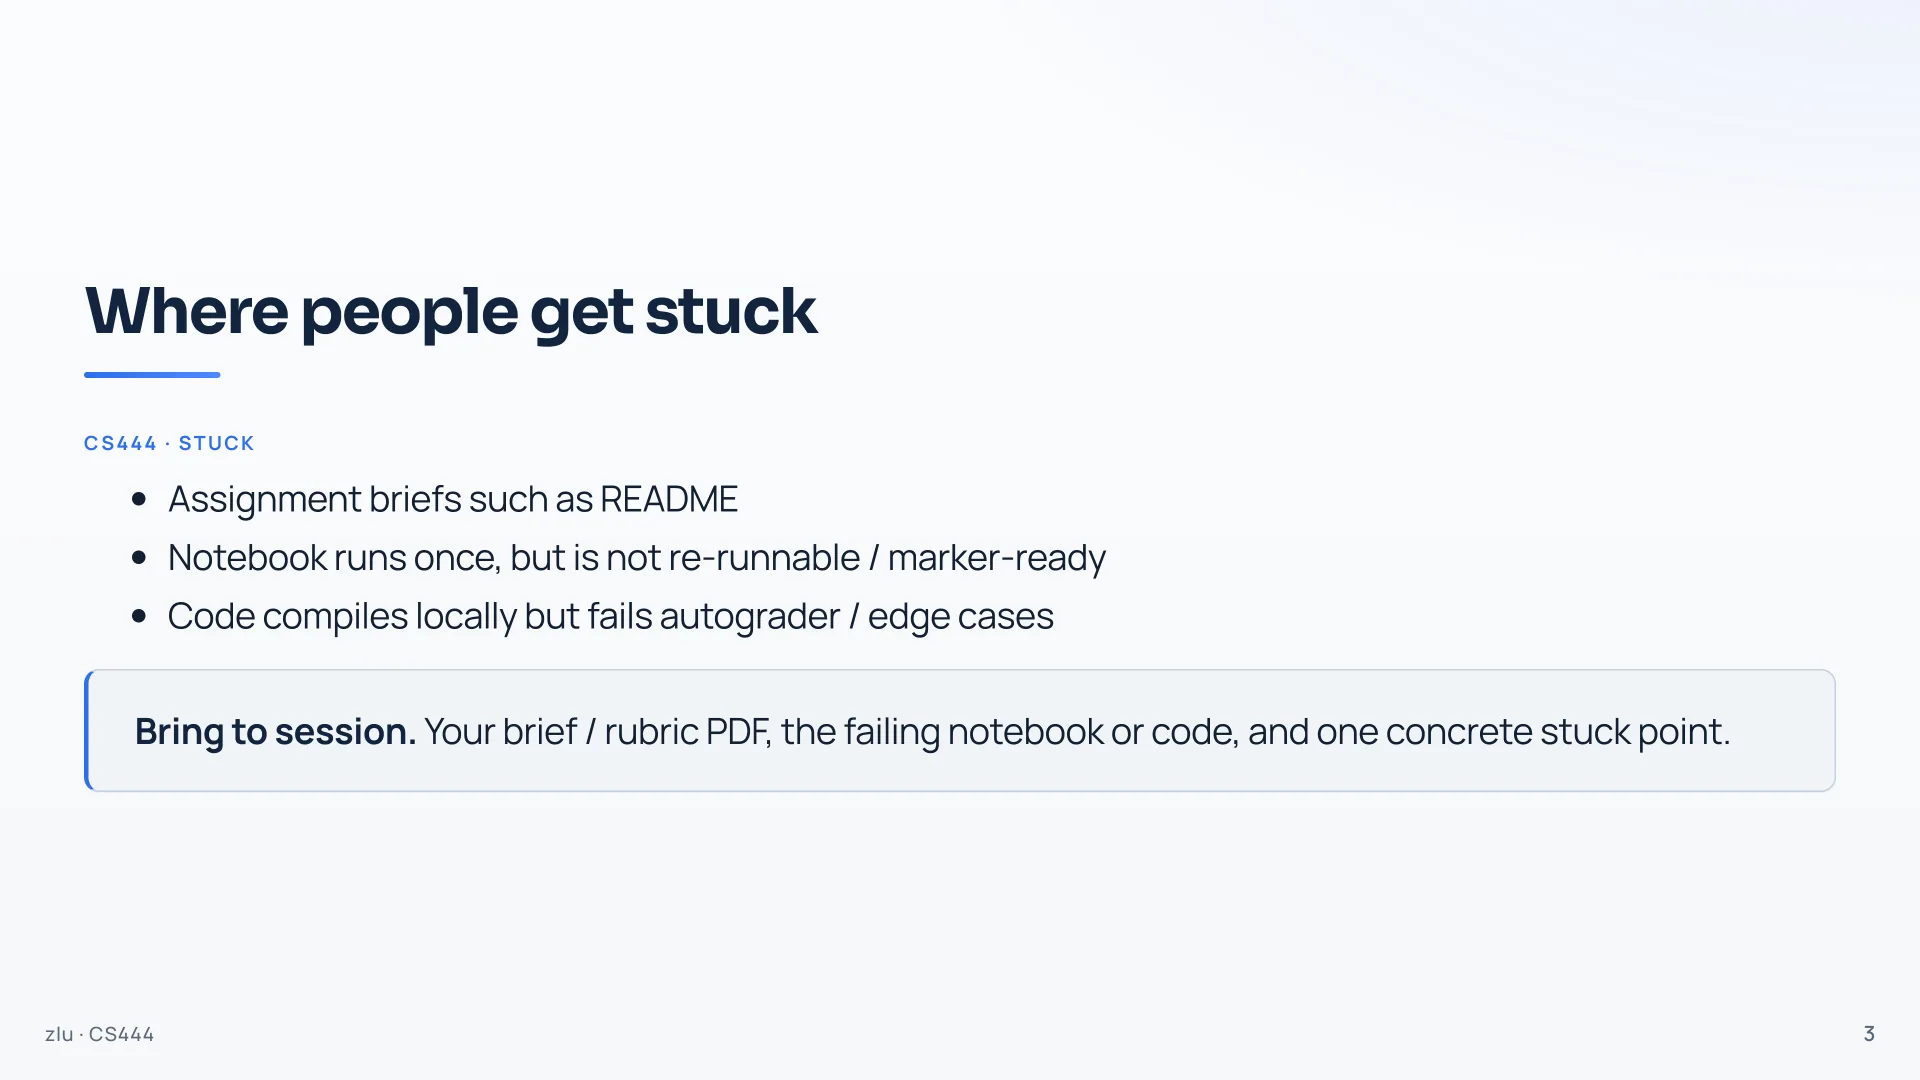 Where people get stuck
CS444 · STUCK
• Assignment briefs such as README
• Notebook runs once, but is not re-runnable / marker-ready
• Code compiles locally but fails autograder / edge cases
Bring to session. Your brief / rubric PDF, the failing notebook or code, and one concrete stuck point.
zlu · CS444
3